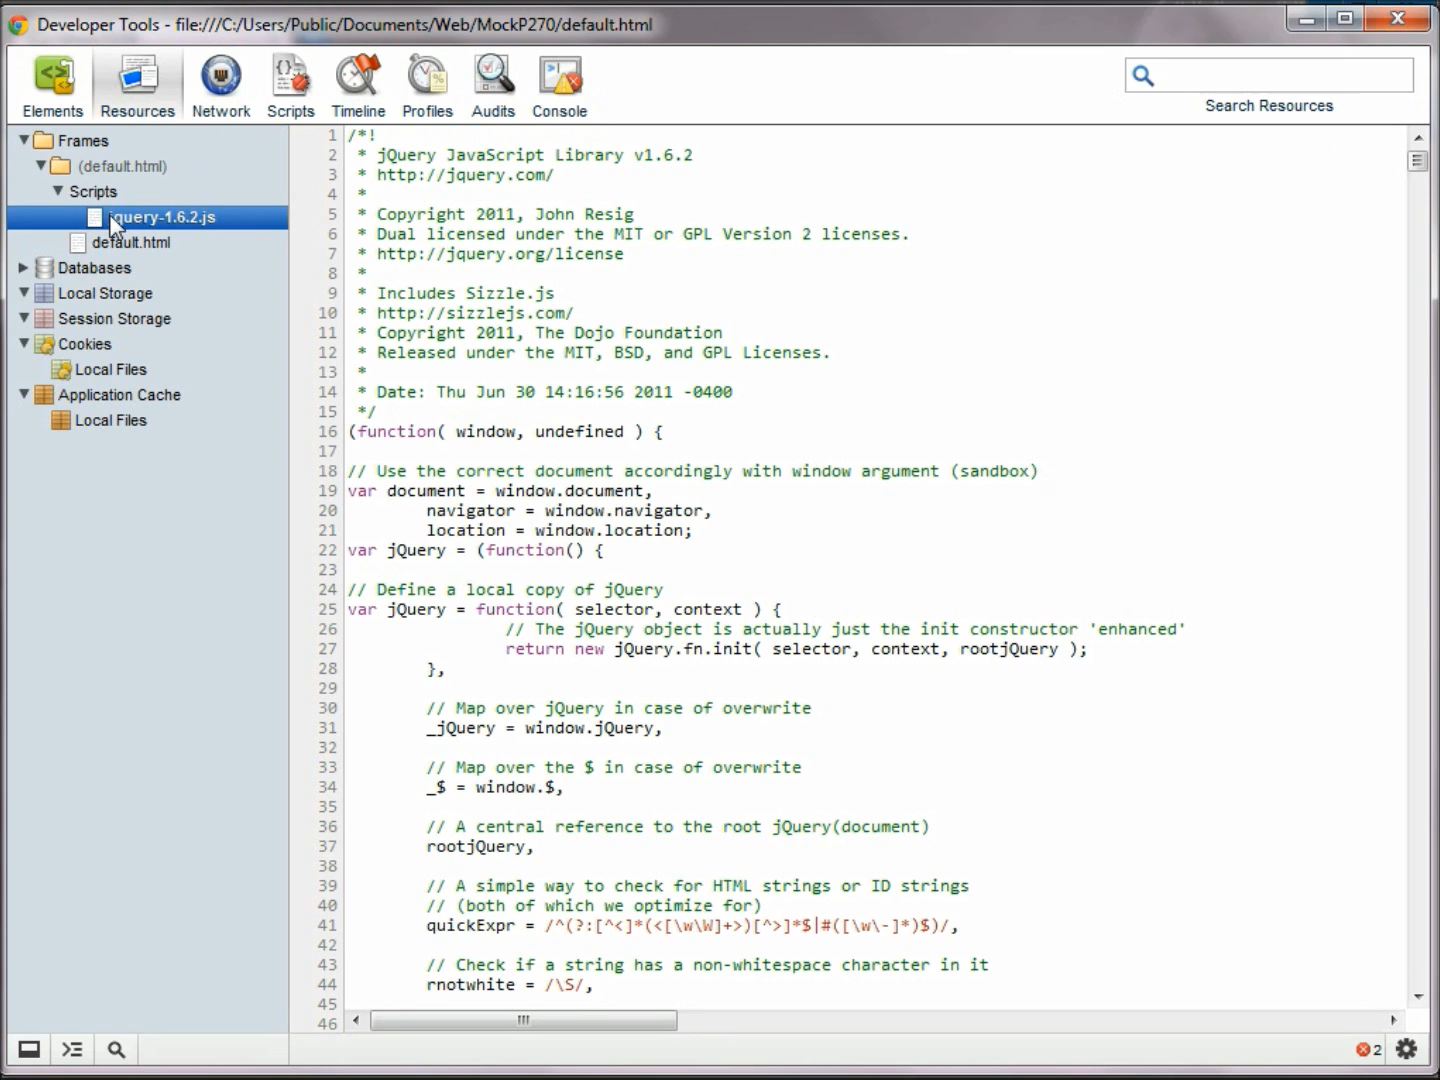 Developer Tools - file:///C:/Users/Public/Documents/Web/MockP270/default.html
Elements
Resources
Network
Scripts
Timeline
Profiles
Audits
Console
Search Resources
Frames
(default.html)
Scripts
jquery-1.6.2.js
default.html
Databases
Local Storage
Session Storage
Cookies
Local Files
Application Cache
Local Files
1 /*!
2  * jQuery JavaScript Library v1.6.2
3  * http://jquery.com/
4  *
5  * Copyright 2011, John Resig
6  * Dual licensed under the MIT or GPL Version 2 licenses.
7  * http://jquery.org/license
8  *
9  * Includes Sizzle.js
10  * http://sizzlejs.com/
11  * Copyright 2011, The Dojo Foundation
12  * Released under the MIT, BSD, and GPL Licenses.
13  *
14  * Date: Thu Jun 30 14:16:56 2011 -0400
15  */
16 (function( window, undefined ) {
17
18 // Use the correct document accordingly with window argument (sandbox)
19 var document = window.document,
20 navigator = window.navigator,
21 location = window.location;
22 var jQuery = (function() {
23
24 // Define a local copy of jQuery
25 var jQuery = function( selector, context ) {
26 // The jQuery object is actually just the init constructor 'enhanced'
27 return new jQuery.fn.init( selector, context, rootjQuery );
28 },
29
30 // Map over jQuery in case of overwrite
31 _jQuery = window.jQuery,
32
33 // Map over the $ in case of overwrite
34 _$ = window.$,
35
36 // A central reference to the root jQuery(document)
37 rootjQuery,
38
39 // A simple way to check for HTML strings or ID strings
40 // (both of which we optimize for)
41 quickExpr = /^(?:[^<]*(<[\w\W]+>)[^>]*$|#([\w\-]*)$)/,
42
43 // Check if a string has a non-whitespace character in it
44 rnotwhite = /\S/,
45
46
2